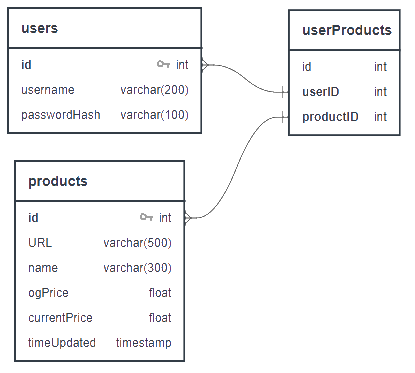 users
id int
username varchar(200)
passwordHash varchar(100)
userProducts
id int
userID int
productID int
products
id int
URL varchar(500)
name varchar(300)
ogPrice float
currentPrice float
timeUpdated timestamp